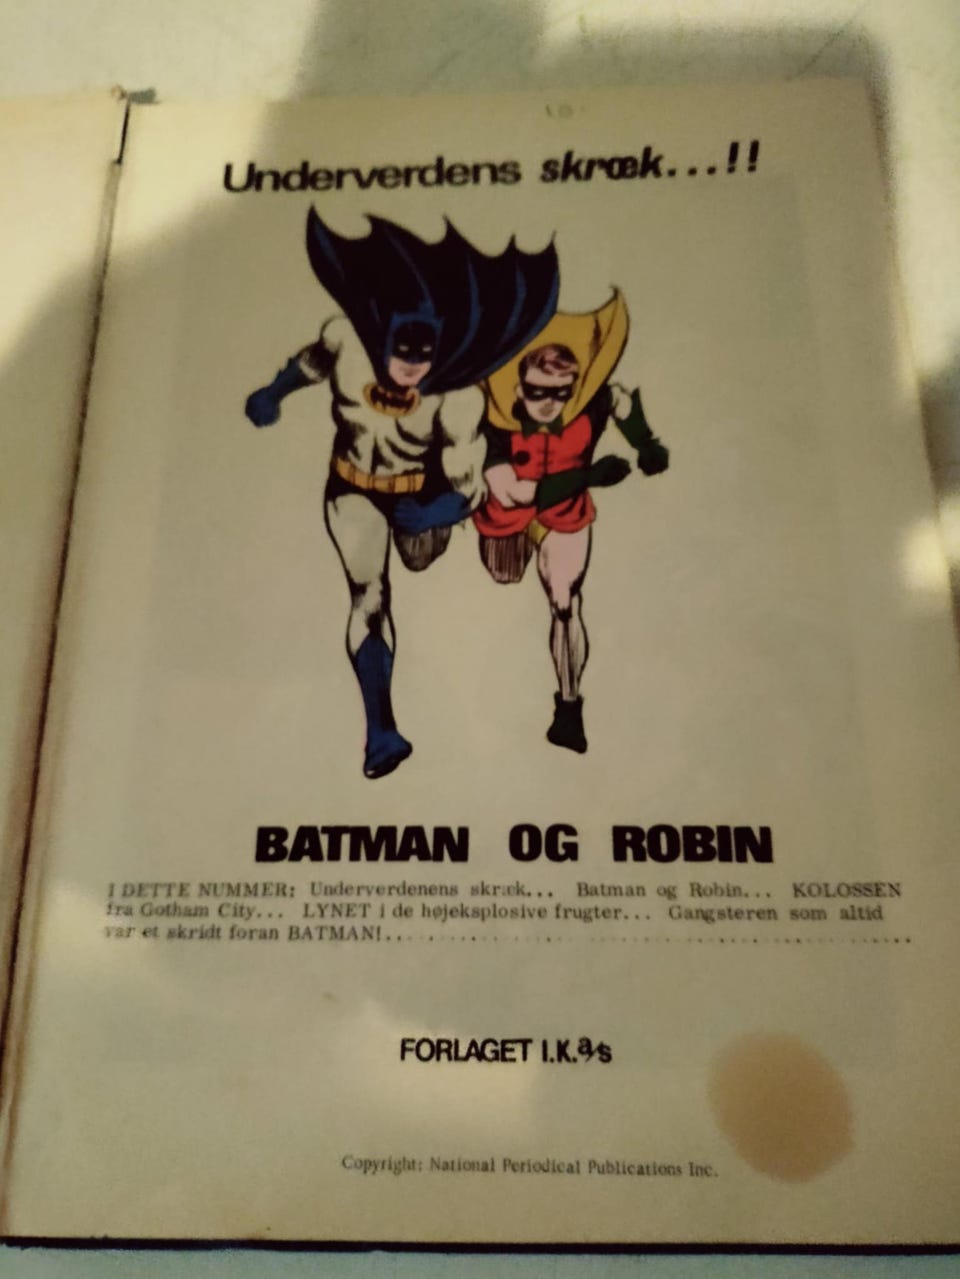 Underverdens skræk...!!
BATMAN OG ROBIN
I DETTE NUMMER: Underverdenens skræk... Batman og Robin... KOLOSSEN
fra Gotham City... LYNET i de højeksplosive frugter... Gangsteren som altid
var et skridt foran BATMAN!...........................................
FORLAGET I.K. a/s
Copyright: National Periodical Publications Inc.